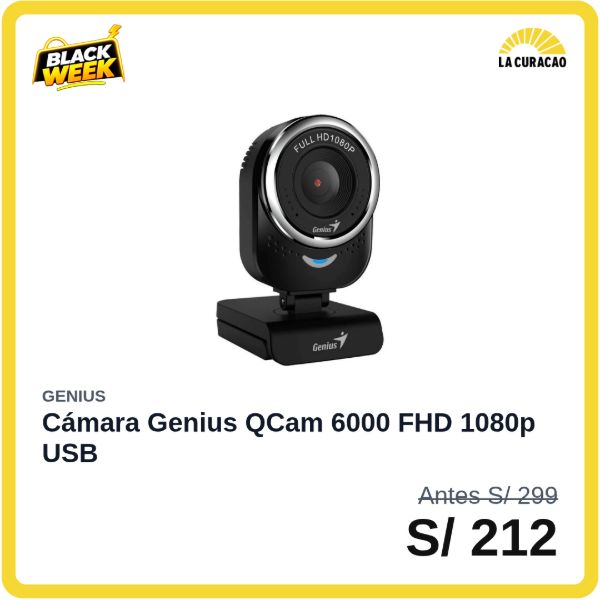 BLACK
WEEK
LA CURACAO
FULL HD1080P
Genius
Genius
GENIUS
Cámara Genius QCam 6000 FHD 1080p
USB
Antes S/ 299
S/ 212